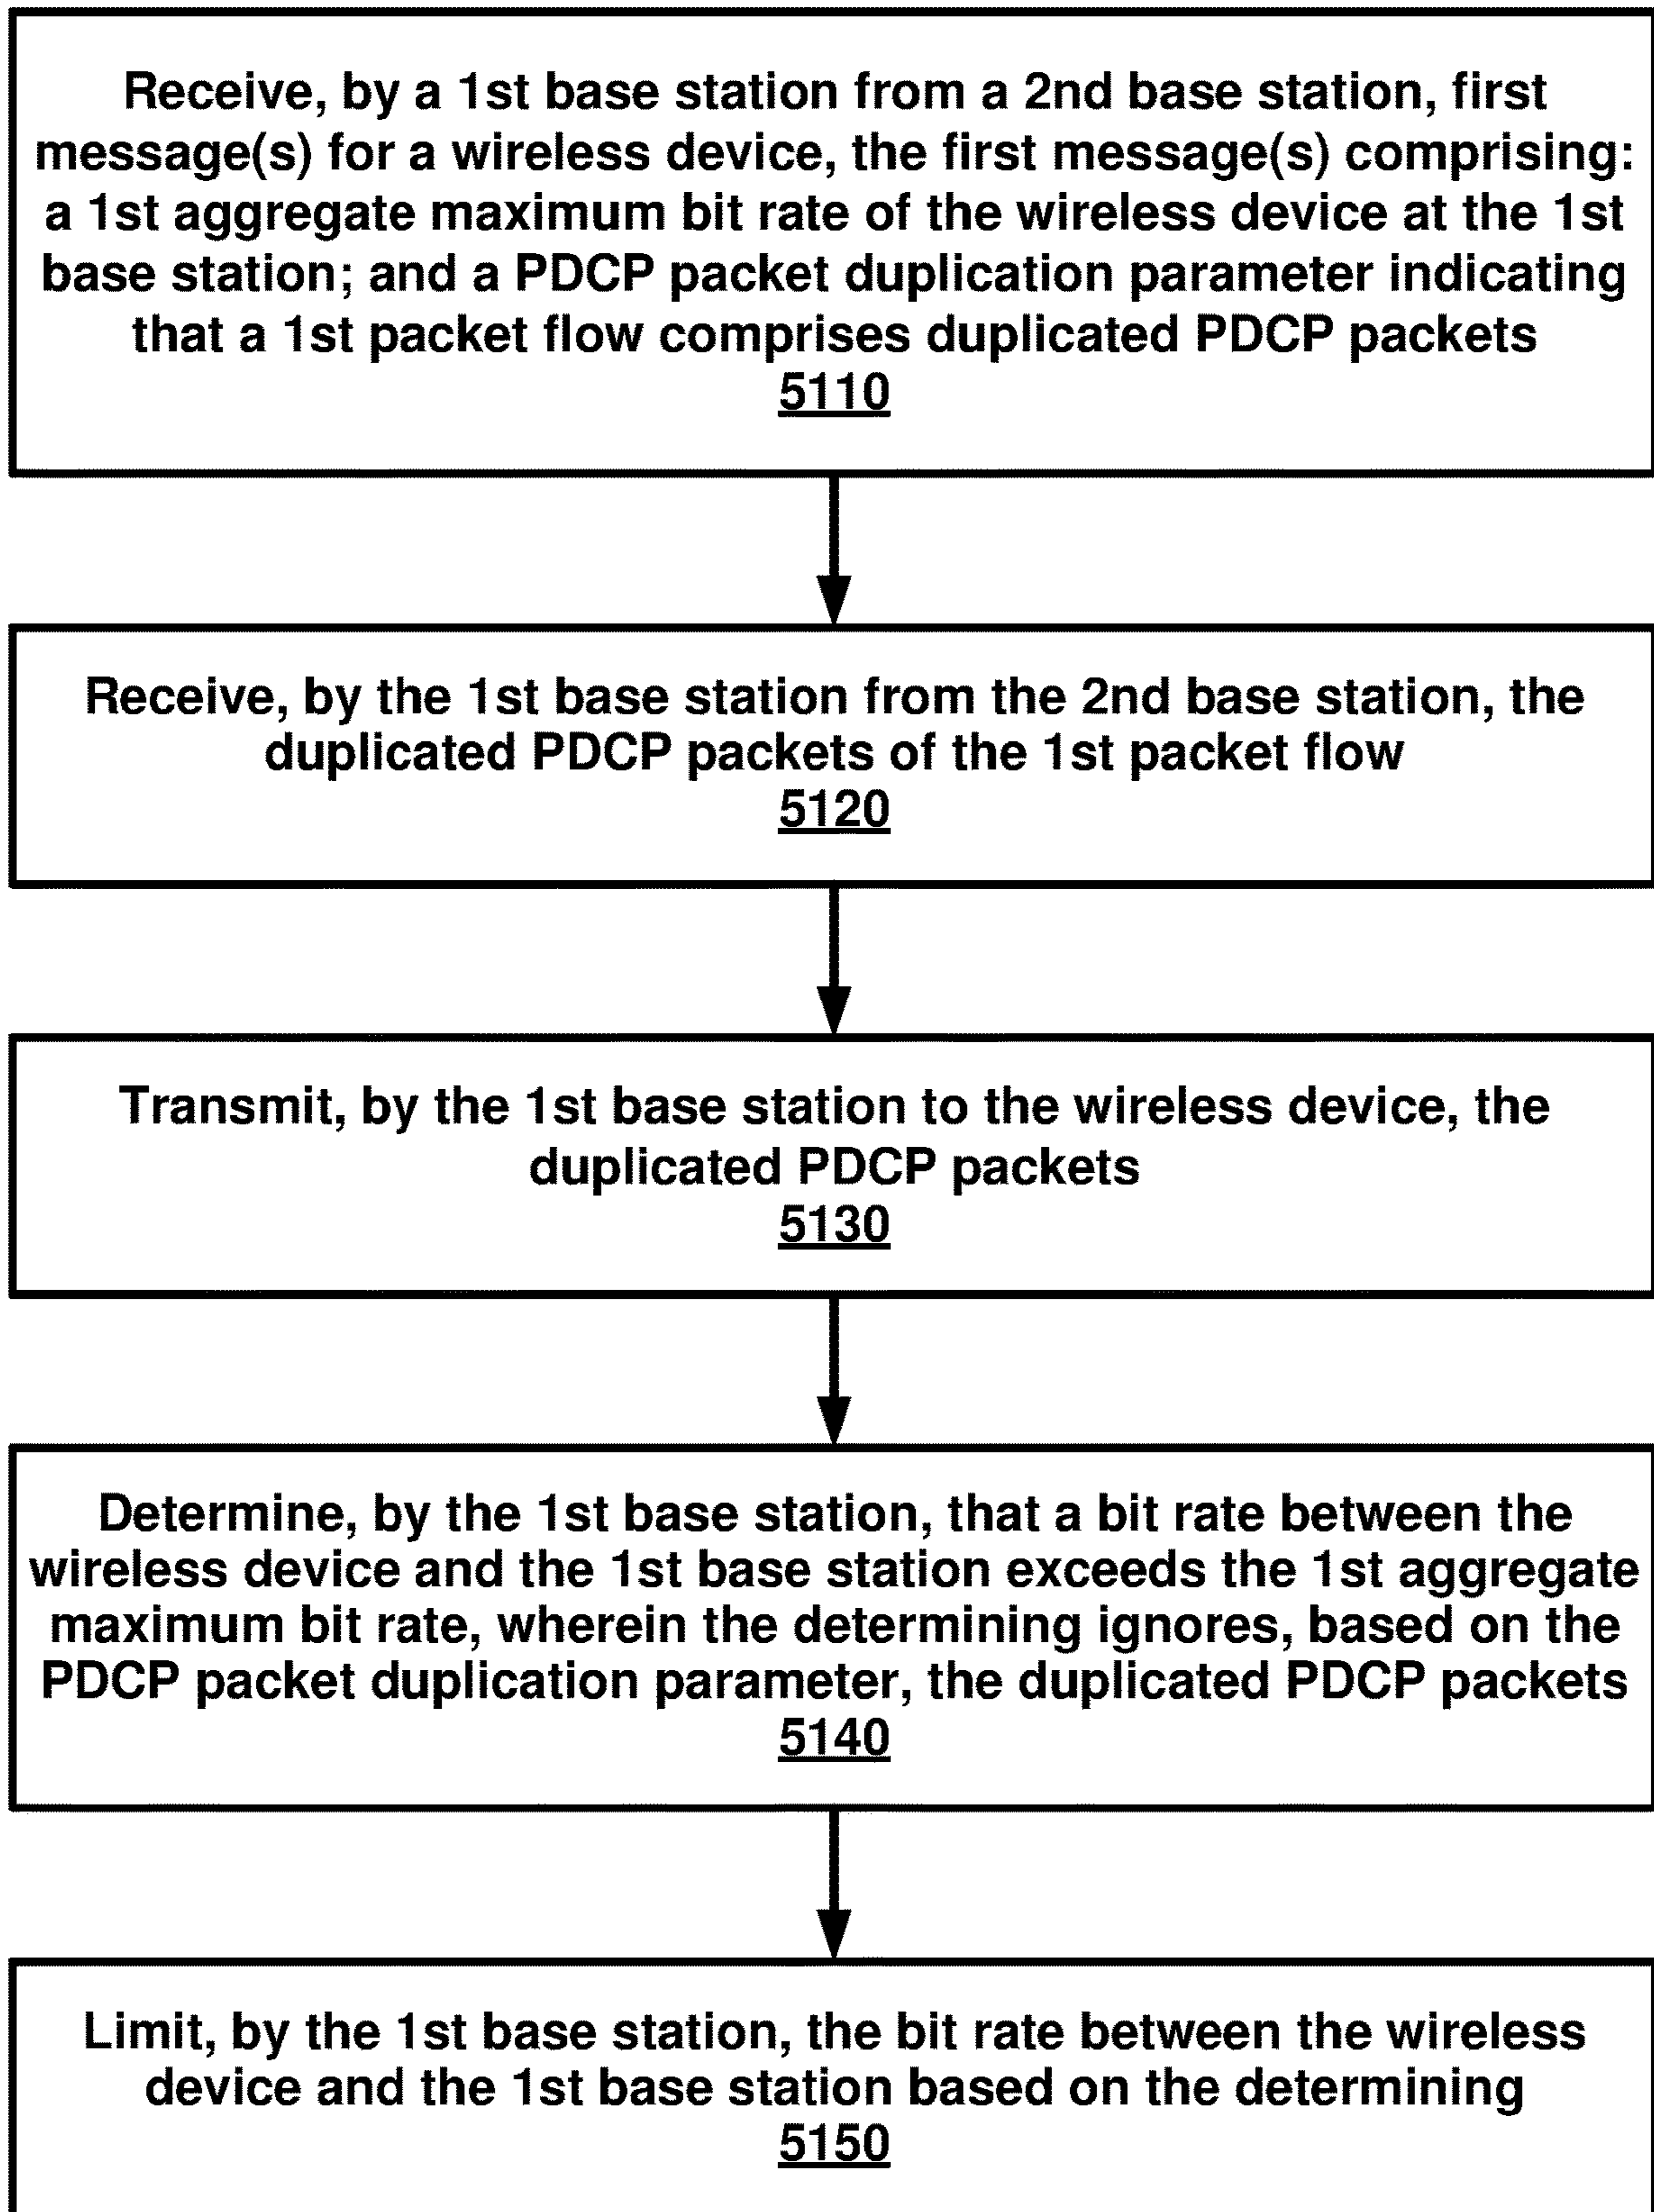 Receive, by a 1st base station from a 2nd base station, first
message(s) for a wireless device, the first message(s) comprising:
a 1st aggregate maximum bit rate of the wireless device at the 1st
base station; and a PDCP packet duplication parameter indicating
that a 1st packet flow comprises duplicated PDCP packets
5110
Receive, by the 1st base station from the 2nd base station, the
duplicated PDCP packets of the 1st packet flow
5120
Transmit, by the 1st base station to the wireless device, the
duplicated PDCP packets
5130
Determine, by the 1st base station, that a bit rate between the
wireless device and the 1st base station exceeds the 1st aggregate
maximum bit rate, wherein the determining ignores, based on the
PDCP packet duplication parameter, the duplicated PDCP packets
5140
Limit, by the 1st base station, the bit rate between the wireless
device and the 1st base station based on the determining
5150